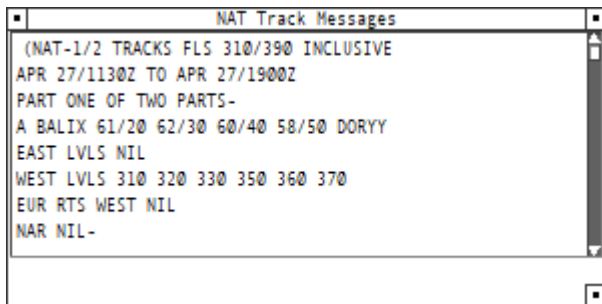 NAT Track Messages
(NAT-1/2 TRACKS FLS 310/390 INCLUSIVE
APR 27/1130Z TO APR 27/1900Z
PART ONE OF TWO PARTS-
A BALIX 61/20 62/30 60/40 58/50 DORYY
EAST LVLS NIL
WEST LVLS 310 320 330 350 360 370
EUR RTS WEST NIL
NAR NIL-